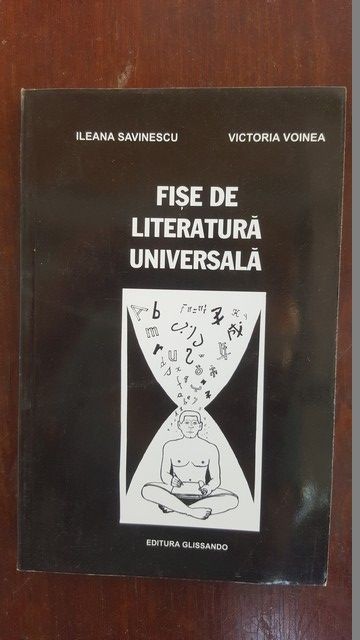 ILEANA SAVINESCU VICTORIA VOINEA
FIȘE DE
LITERATURĂ
UNIVERSALĂ
EDITURA GLISSANDO